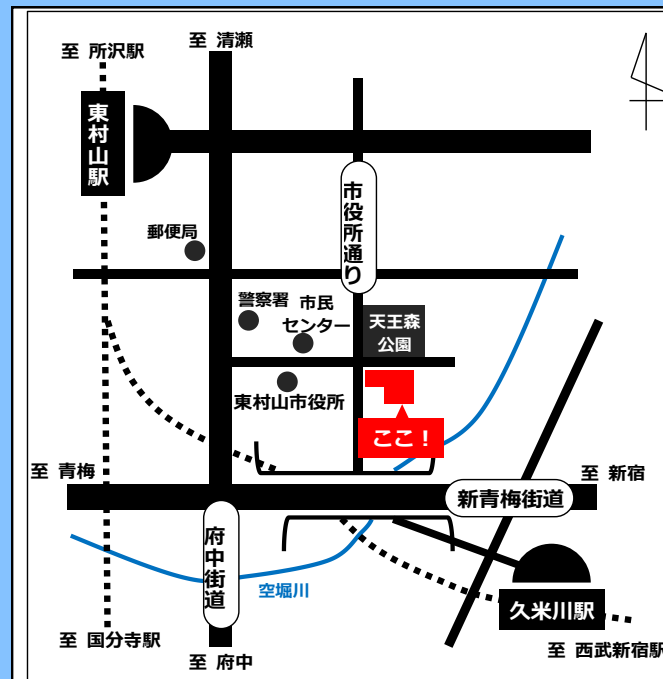 至 清瀬
至 所沢駅
東村山駅
市役所通り
郵便局
警察署
市民
センター
天王森
公園
東村山市役所
ここ！
至 青梅
至 新宿
新青梅街道
府中街道
空堀川
久米川駅
至 国分寺駅
至 府中
至 西武新宿駅